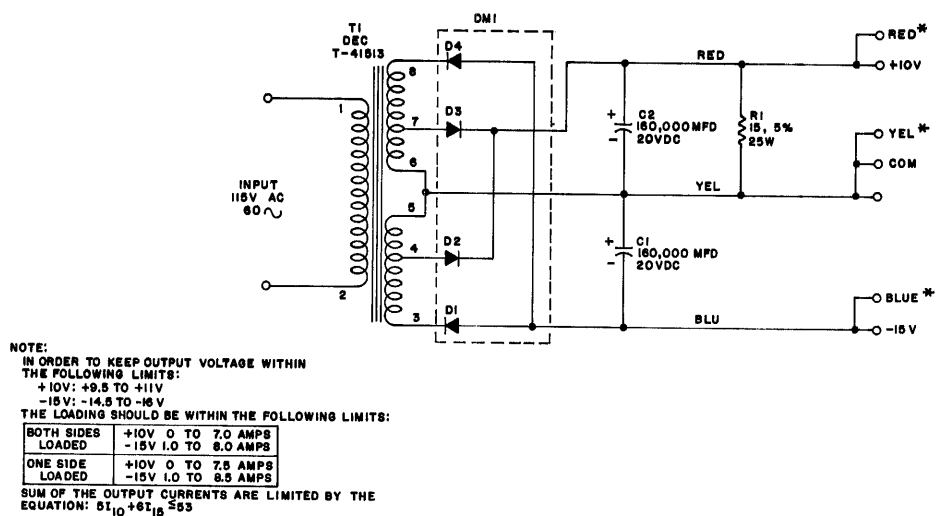 T1
DEC
T-41513
DM1
D4
D3
D2
D1
8
7
6
5
4
3
1
2
INPUT
115V AC
60
RED
C2
160,000 MFD
20VDC
+
-
R1
15, 5%
25W
YEL
C1
160,000 MFD
20VDC
+
-
BLU
RED*
+10V
YEL*
COM
BLUE*
-15V
NOTE:
IN ORDER TO KEEP OUTPUT VOLTAGE WITHIN
THE FOLLOWING LIMITS:
+10V: +9.5 TO +11V
-15V: -14.5 TO -16V
THE LOADING SHOULD BE WITHIN THE FOLLOWING LIMITS:
BOTH SIDES LOADED
+10V 0 TO 7.0 AMPS
-15V 1.0 TO 8.0 AMPS
ONE SIDE LOADED
+10V 0 TO 7.5 AMPS
-15V 1.0 TO 8.5 AMPS
SUM OF THE OUTPUT CURRENTS ARE LIMITED BY THE
EQUATION: 5I10+6I15≤53